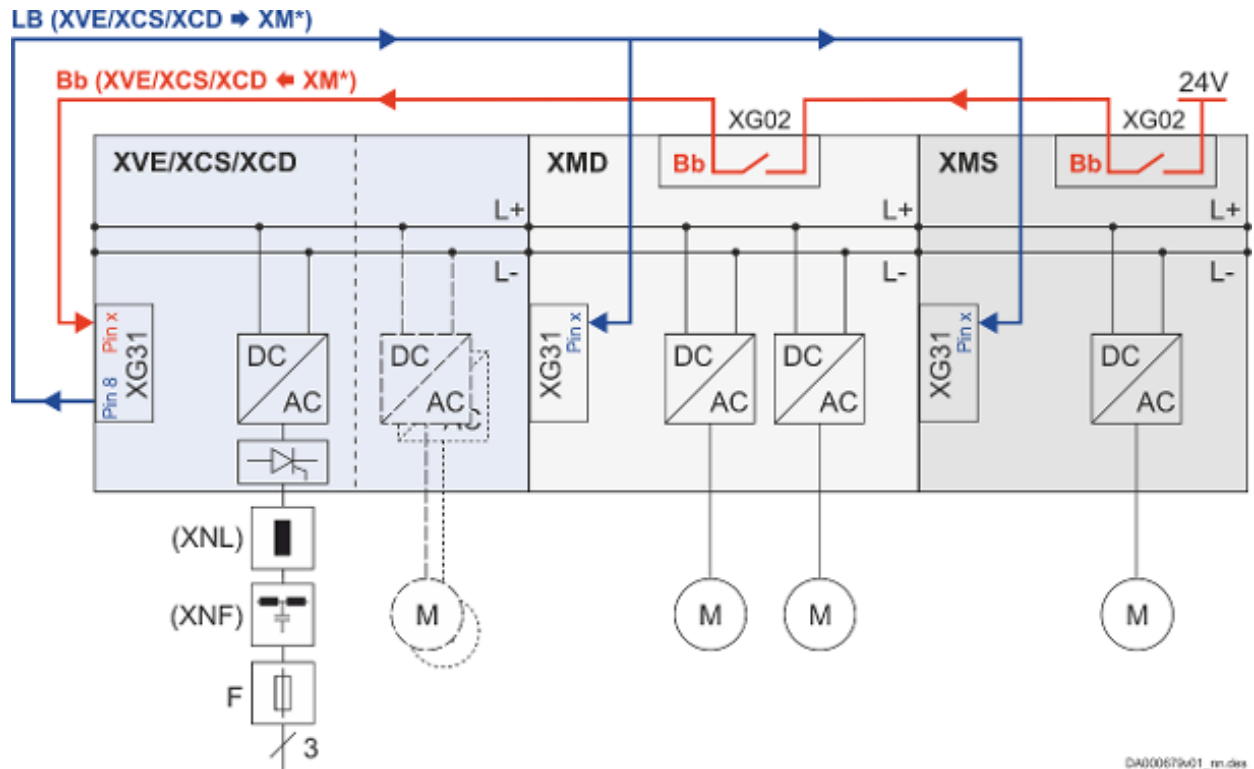 LB (XVE/XCS/XCD ➡ XM*)
Bb (XVE/XCS/XCD ⬅ XM*)
24V
XG02
XG02
XVE/XCS/XCD
XMD
Bb
XMS
Bb
L+
L+
L+
L-
L-
L-
Pin x
Pin 8
XG31
XG31
Pin x
XG31
Pin x
DC
AC
DC
AC
AC
DC
AC
DC
AC
DC
AC
(XNL)
(XNF)
M
M
M
M
F
3
DA000679v01_nn.des